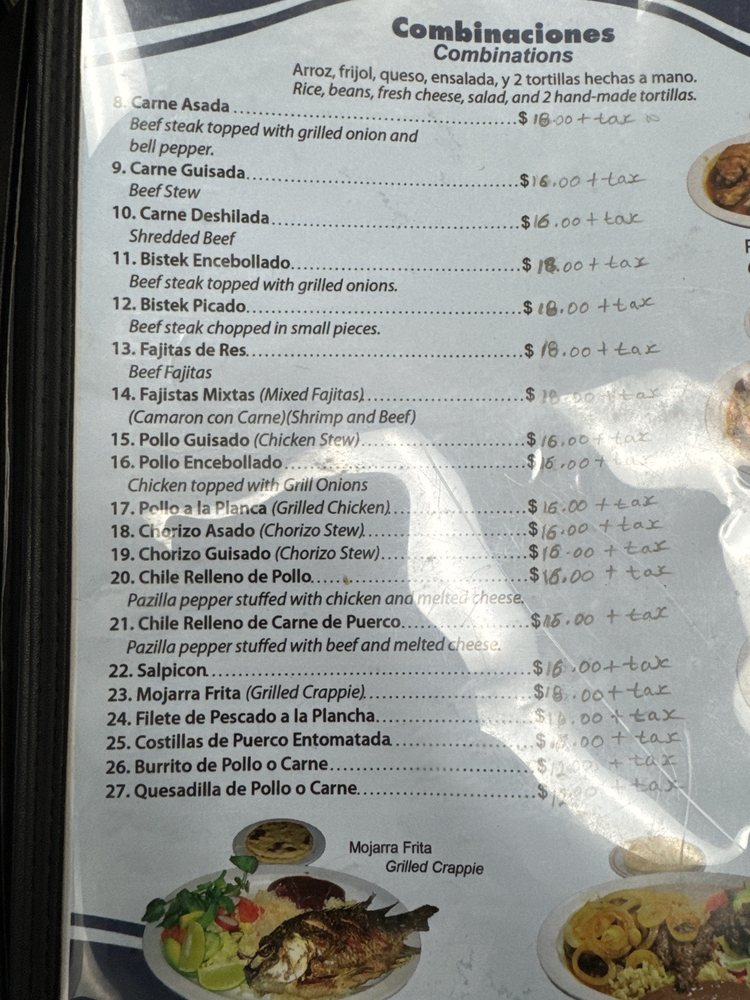 Combinaciones
Combinations
Arroz, frijol, queso, ensalada, y 2 tortillas hechas a mano.
Rice, beans, fresh cheese, salad, and 2 hand-made tortillas.
8. Carne Asada $ 18.00 + tax
Beef steak topped with grilled onion and
bell pepper.
9. Carne Guisada $16.00 + tax
Beef Stew
10. Carne Deshilada $16.00 + tax
Shredded Beef
11. Bistek Encebollado $ 18.00 + tax
Beef steak topped with grilled onions.
12. Bistek Picado $ 18.00 + tax
Beef steak chopped in small pieces.
13. Fajitas de Res $ 18.00 + tax
Beef Fajitas
14. Fajistas Mixtas (Mixed Fajitas) $ + tax
(Camaron con Carne)(Shrimp and Beef)
15. Pollo Guisado (Chicken Stew) $ 16.00 + tax
16. Pollo Encebollado $ 16.00 + tax
Chicken topped with Grill Onions
17. Pollo a la Planca (Grilled Chicken) $ 16.00 + tax
18. Chorizo Asado (Chorizo Stew) $16.00 + tax
19. Chorizo Guisado (Chorizo Stew) $16.00 + tax
20. Chile Relleno de Pollo $16.00 + tax
Pazilla pepper stuffed with chicken and melted cheese.
21. Chile Relleno de Carne de Puerco $ + tax
Pazilla pepper stuffed with beef and melted cheese.
22. Salpicon $16.00 + tax
23. Mojarra Frita (Grilled Crappie) $18.00 + tax
24. Filete de Pescado a la Plancha $ + tax
25. Costillas de Puerco Entomatada $ + tax
26. Burrito de Pollo o Carne $12.00 + tax
27. Quesadilla de Pollo o Carne $12.00 + tax
Mojarra Frita
Grilled Crappie